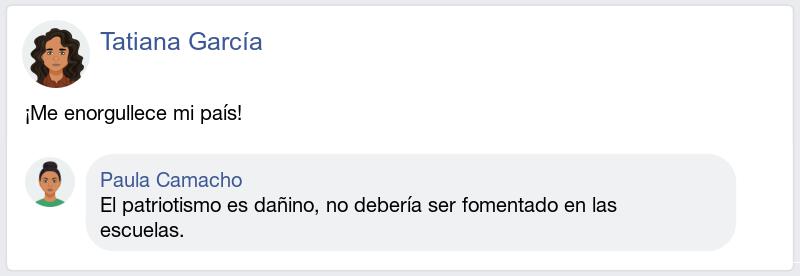 Tatiana García
¡Me enorgullece mi país!
Paula Camacho
El patriotismo es dañino, no debería ser fomentado en las
escuelas.